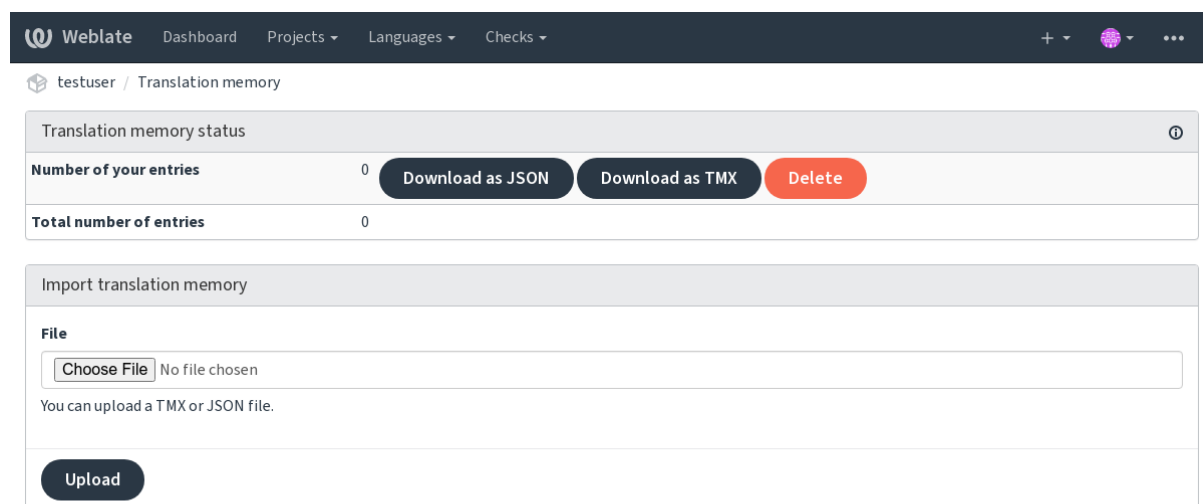 Weblate Dashboard Projects Languages Checks
testuser / Translation memory
Translation memory status
Number of your entries 0 Download as JSON Download as TMX Delete
Total number of entries 0
Import translation memory
File
Choose File No file chosen
You can upload a TMX or JSON file.
Upload